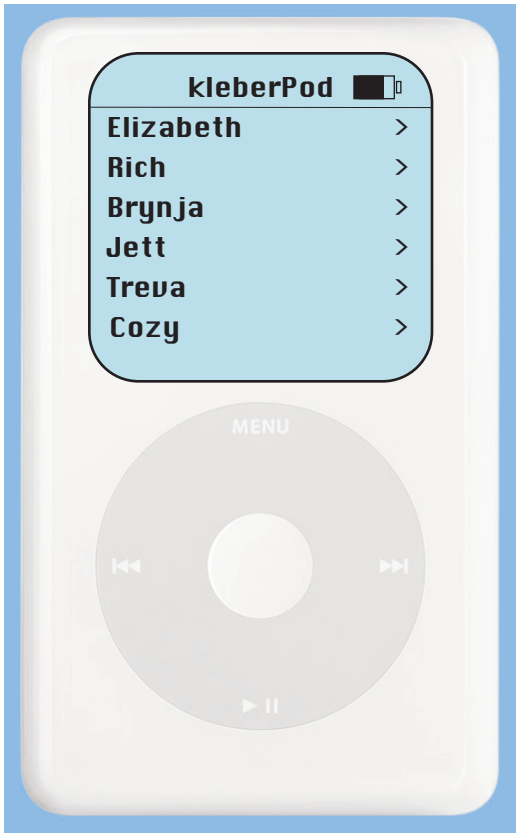 kleberPod
Elizabeth >
Rich >
Brynja >
Jett >
Treva >
Cozy >
MENU